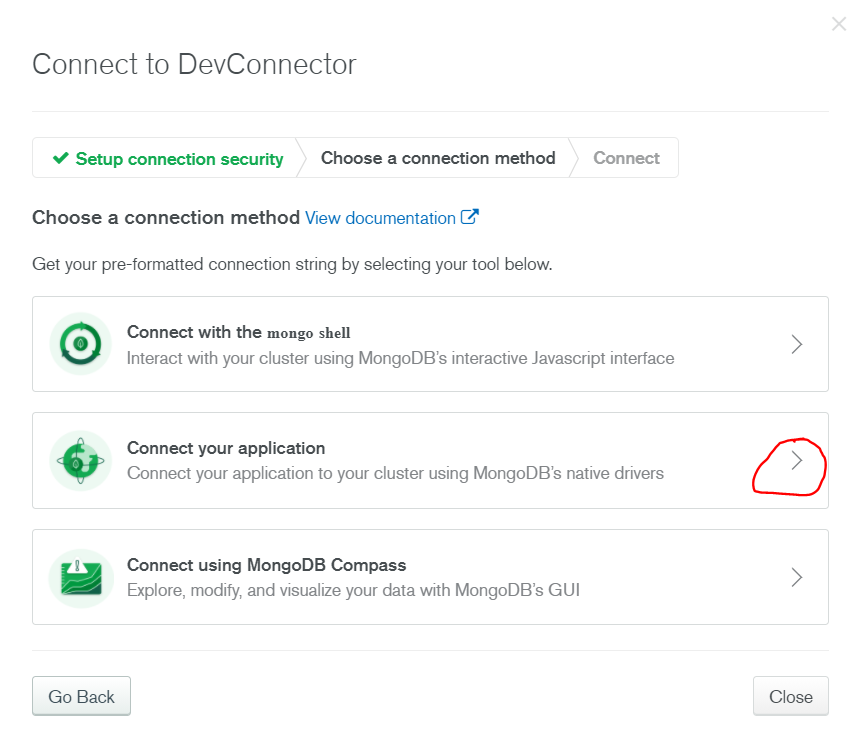 Connect to DevConnector
Setup connection security
Choose a connection method
Connect
Choose a connection method View documentation
Get your pre-formatted connection string by selecting your tool below.
Connect with the mongo shell
Interact with your cluster using MongoDB's interactive Javascript interface
Connect your application
Connect your application to your cluster using MongoDB's native drivers
Connect using MongoDB Compass
Explore, modify, and visualize your data with MongoDB's GUI
Go Back
Close